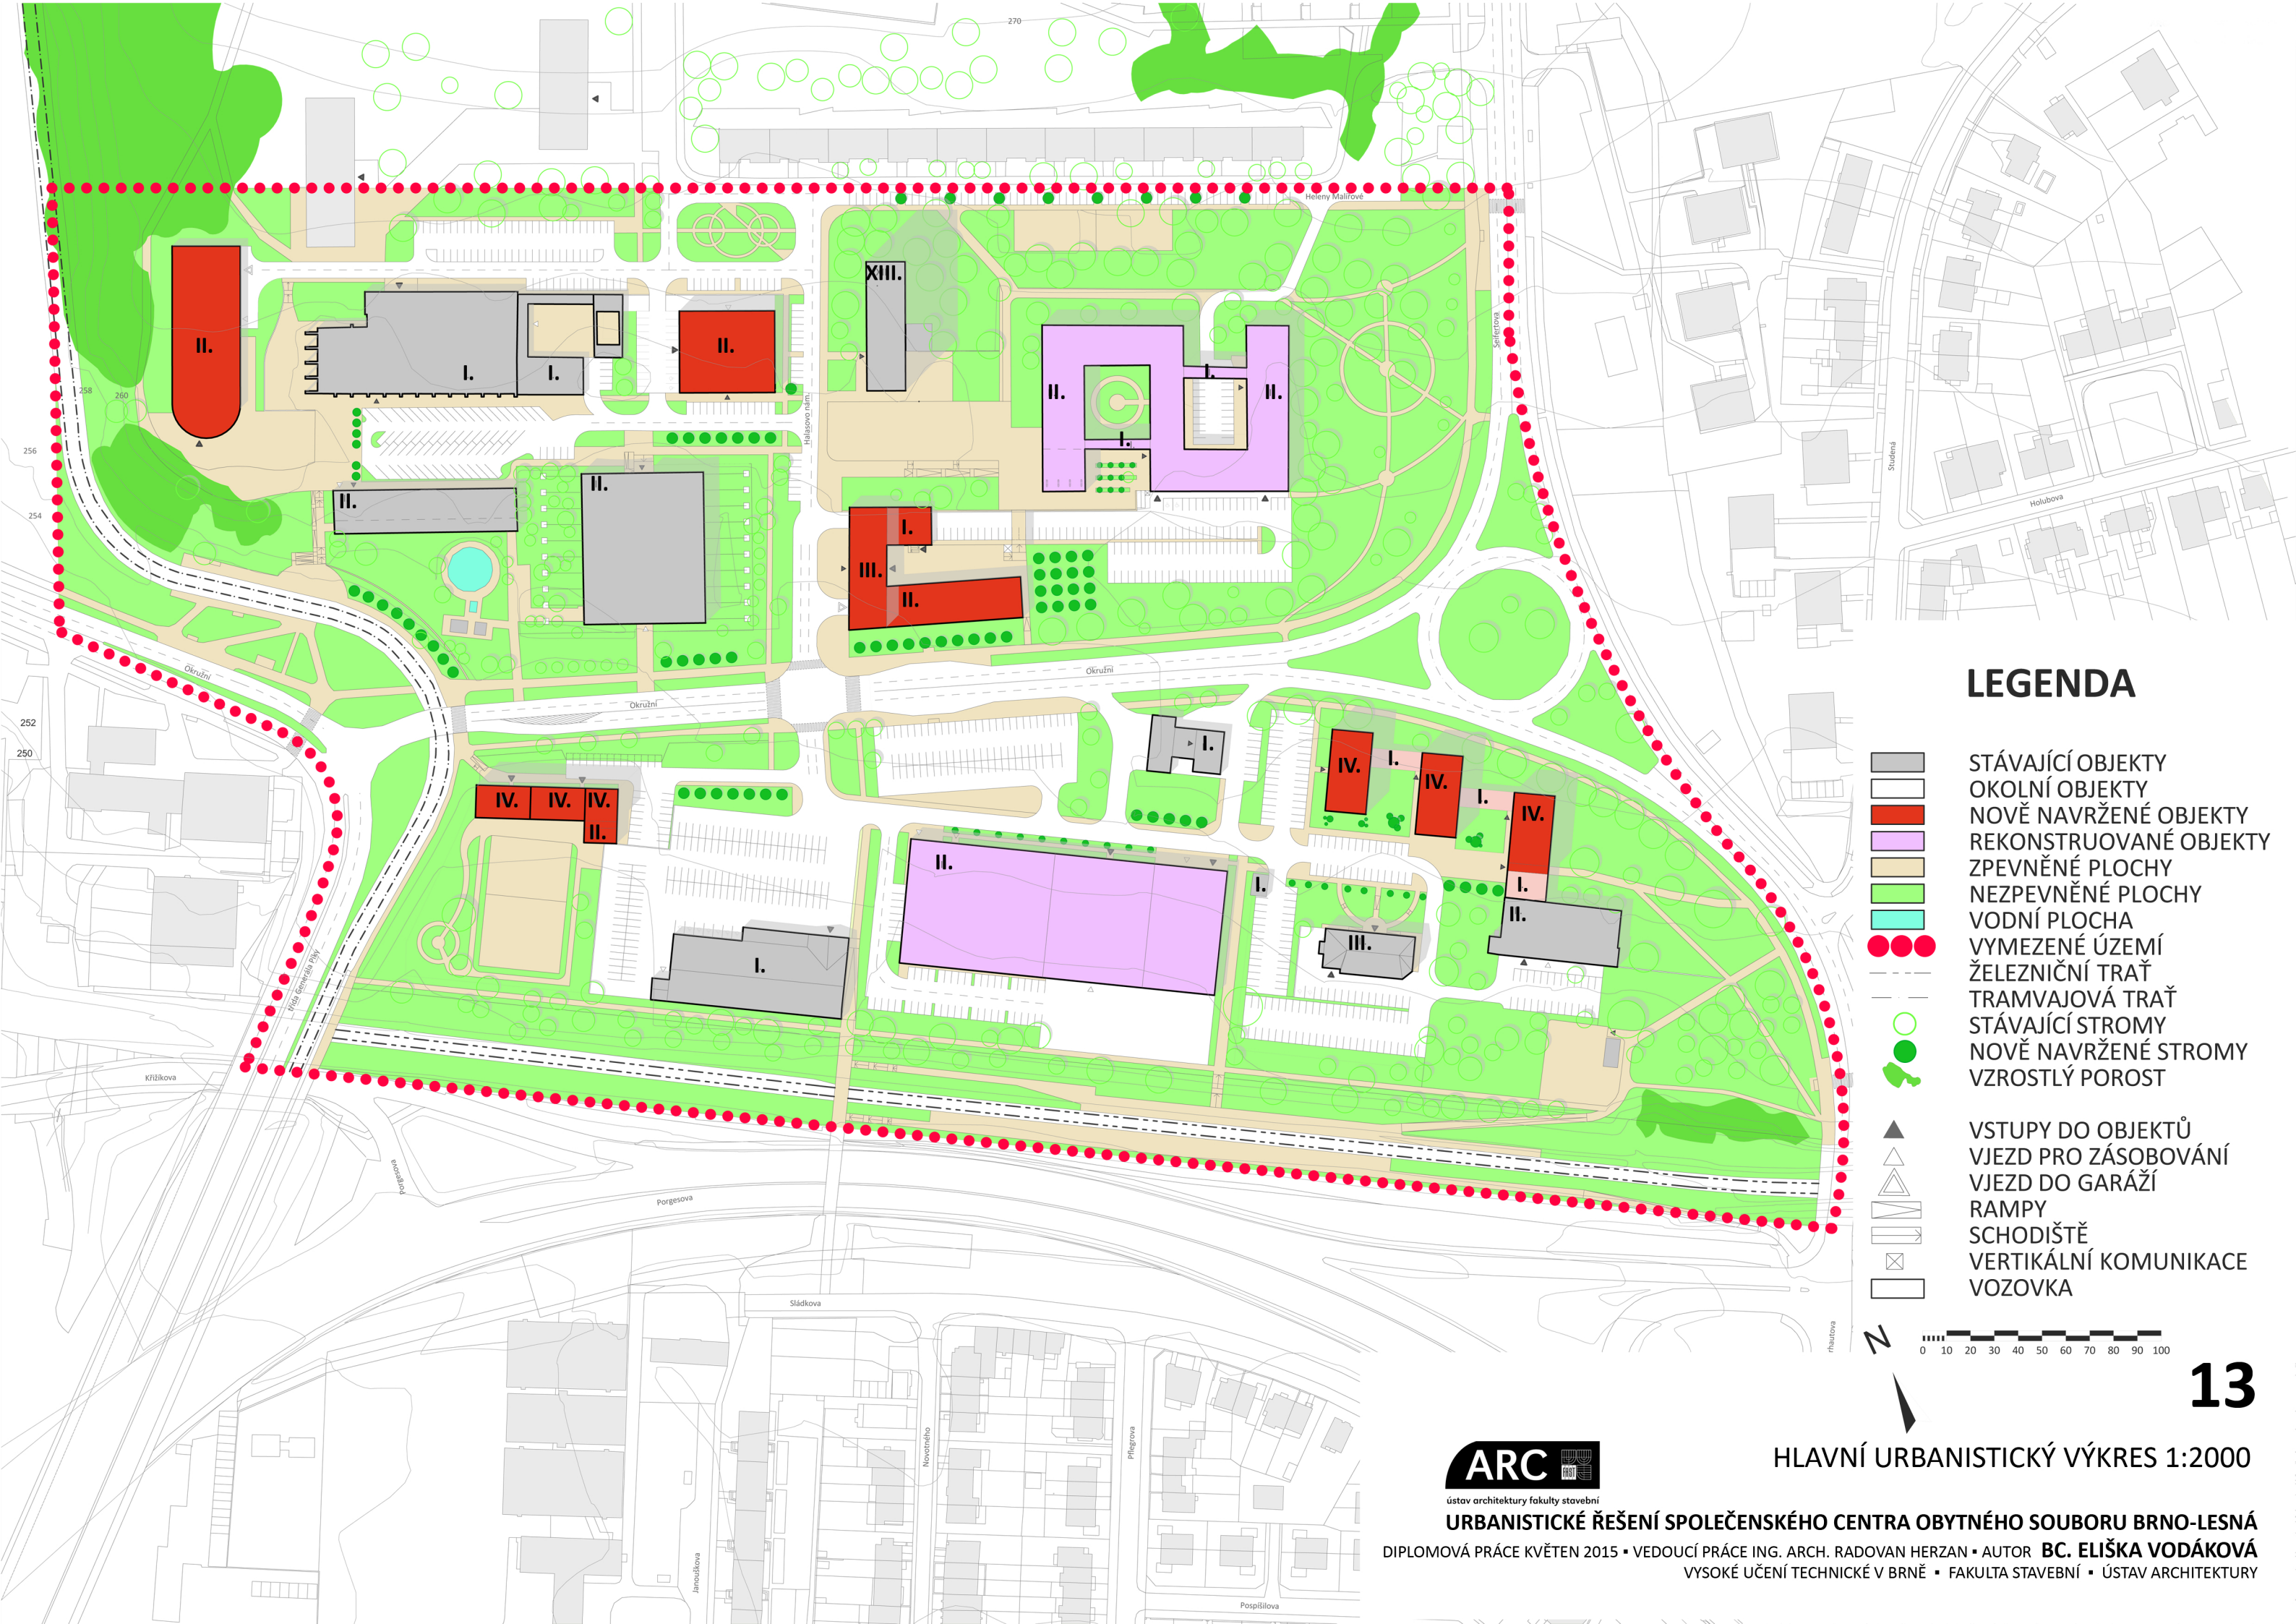 270
Heleny Malířové
XIII.
Seifertova
II.
II.
I.
I.
I.
II.
II.
I.
258
260
Halasovo nám.
256
Studená
254
II.
II.
Holubova
I.
III.
II.
Okružní
Okružní
Okružní
252
250
I.
IV.
I.
IV.
I.
IV.
IV.
IV.
IV.
II.
II.
I.
I.
II.
III.
I.
třída Generála Píky
Křižíkova
Porgesova
Porgesova
Sládkova
Novotného
Pflegrova
Janouškova
Pospíšilova
LEGENDA
STÁVAJÍCÍ OBJEKTY
OKOLNÍ OBJEKTY
NOVĚ NAVRŽENÉ OBJEKTY
REKONSTRUOVANÉ OBJEKTY
ZPEVNĚNÉ PLOCHY
NEZPEVNĚNÉ PLOCHY
VODNÍ PLOCHA
VYMEZENÉ ÚZEMÍ
ŽELEZNIČNÍ TRAŤ
TRAMVAJOVÁ TRAŤ
STÁVAJÍCÍ STROMY
NOVĚ NAVRŽENÉ STROMY
VZROSTLÝ POROST
VSTUPY DO OBJEKTŮ
VJEZD PRO ZÁSOBOVÁNÍ
VJEZD DO GARÁŽÍ
RAMPY
SCHODIŠTĚ
VERTIKÁLNÍ KOMUNIKACE
VOZOVKA
rhautova
N
0 10 20 30 40 50 60 70 80 90 100
13
HLAVNÍ URBANISTICKÝ VÝKRES 1:2000
ARC
ústav architektury fakulty stavební
URBANISTICKÉ ŘEŠENÍ SPOLEČENSKÉHO CENTRA OBYTNÉHO SOUBORU BRNO-LESNÁ
DIPLOMOVÁ PRÁCE KVĚTEN 2015 ▪ VEDOUCÍ PRÁCE ING. ARCH. RADOVAN HERZAN ▪ AUTOR BC. ELIŠKA VODÁKOVÁ
VYSOKÉ UČENÍ TECHNICKÉ V BRNĚ ▪ FAKULTA STAVEBNÍ ▪ ÚSTAV ARCHITEKTURY